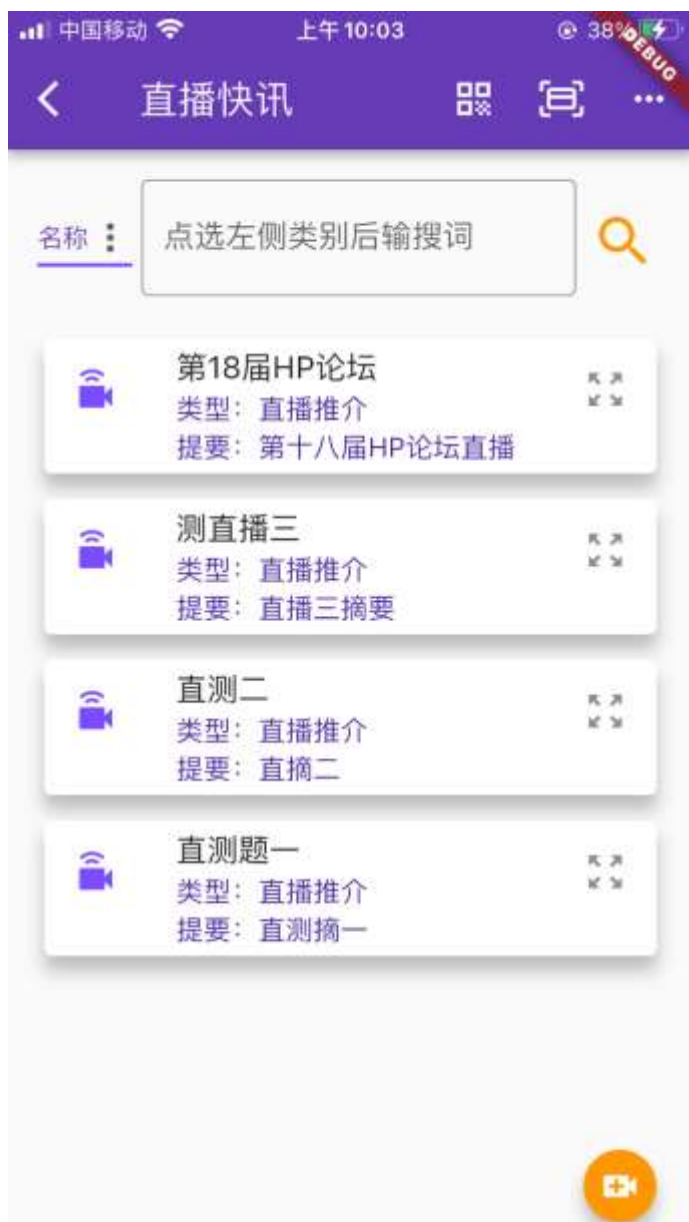 中国移动
上午10:03
38%
DEBUG
直播快讯
名称
点选左侧类别后输搜词
第18届HP论坛
类型：直播推介
提要：第十八届HP论坛直播
测直播三
类型：直播推介
提要：直播三摘要
直测二
类型：直播推介
提要：直摘二
直测题一
类型：直播推介
提要：直测摘一